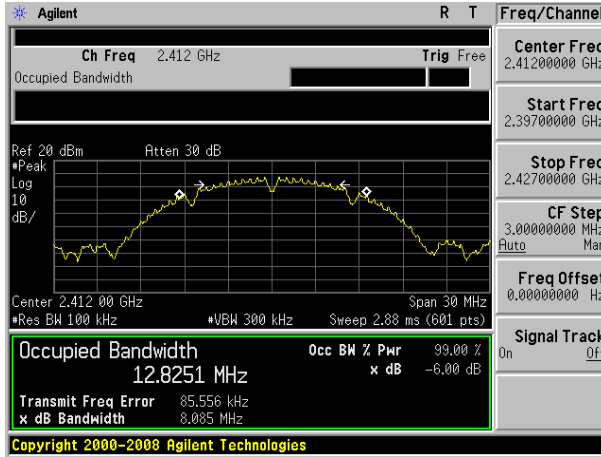 Agilent R T
Freq/Channel
Ch Freq 2.412 GHz Trig Free
Occupied Bandwidth
Center Freq
2.41200000 GHz
Start Freq
2.39700000 GHz
Stop Freq
2.42700000 GHz
CF Step
3.00000000 MHz
Auto Man
Freq Offset
0.00000000 Hz
Signal Track
On Off
Ref 20 dBm Atten 30 dB
#Peak
Log
10
dB/
Center 2.412 00 GHz Span 30 MHz
#Res BW 100 kHz #VBW 300 kHz Sweep 2.88 ms (601 pts)
Occupied Bandwidth Occ BW % Pwr 99.00 %
12.8251 MHz x dB -6.00 dB
Transmit Freq Error 85.556 kHz
x dB Bandwidth 8.085 MHz
Copyright 2000-2008 Agilent Technologies